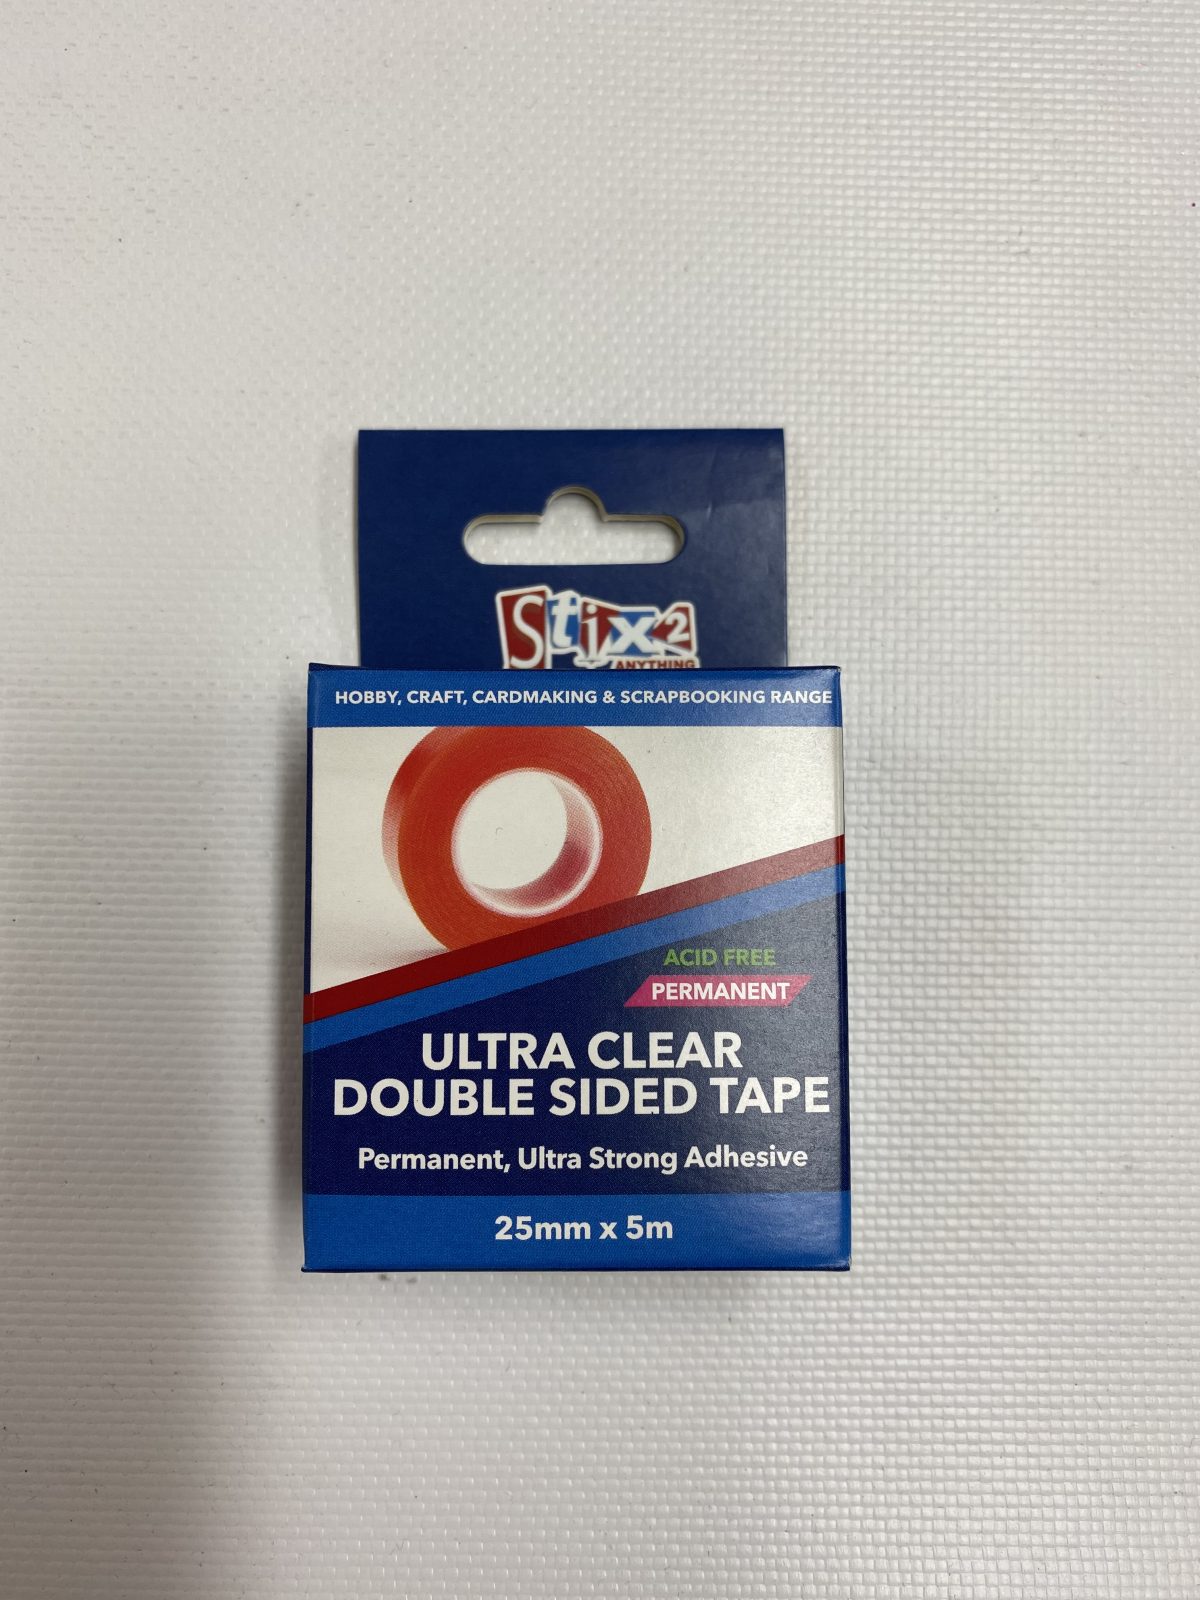 Stix2
ANYTHING
HOBBY, CRAFT, CARDMAKING & SCRAPBOOKING RANGE
ACID FREE
PERMANENT
ULTRA CLEAR
DOUBLE SIDED TAPE
Permanent, Ultra Strong Adhesive
25mm x 5m